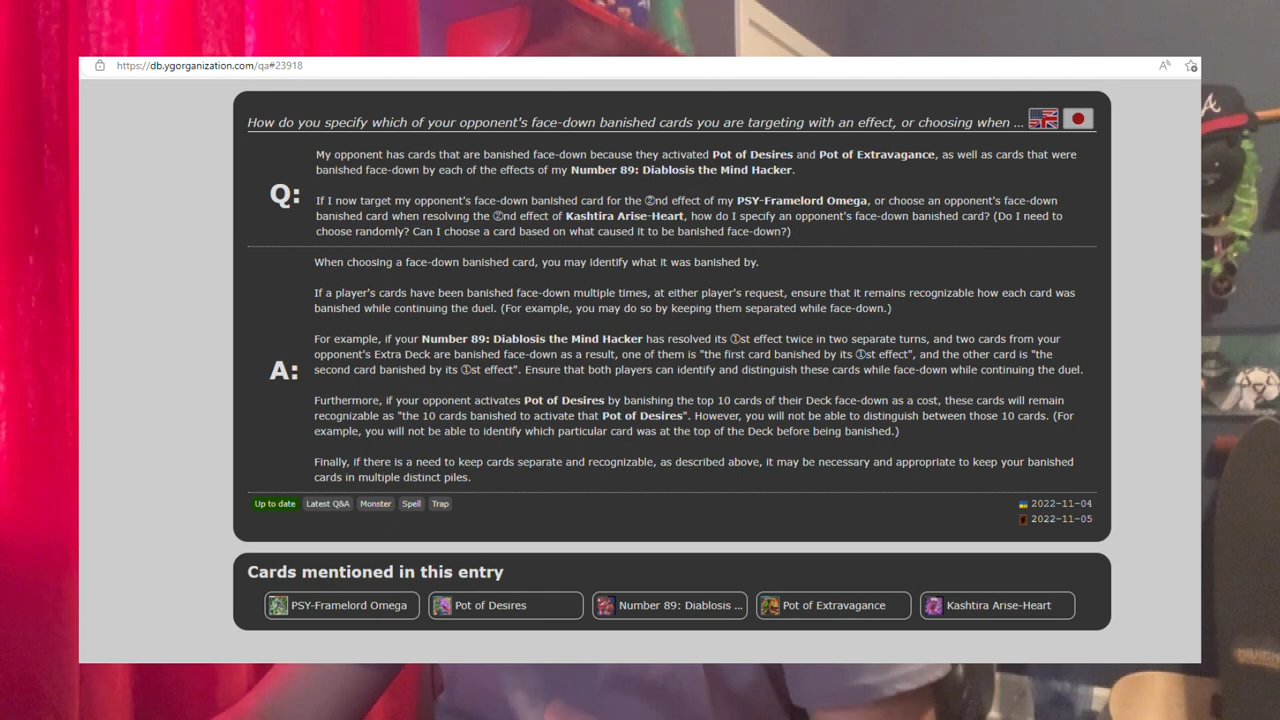 https://db.ygorganization.com/qa#23918
How do you specify which of your opponent's face-down banished cards you are targeting with an effect, or choosing when ...
My opponent has cards that are banished face-down because they activated Pot of Desires and Pot of Extravagance, as well as cards that were
banished face-down by each of the effects of my Number 89: Diablosis the Mind Hacker.
Q:
If I now target my opponent's face-down banished card for the ②nd effect of my PSY-Framelord Omega, or choose an opponent's face-down
banished card when resolving the ②nd effect of Kashtira Arise-Heart, how do I specify an opponent's face-down banished card? (Do I need to
choose randomly? Can I choose a card based on what caused it to be banished face-down?)
When choosing a face-down banished card, you may identify what it was banished by.
If a player's cards have been banished face-down multiple times, at either player's request, ensure that it remains recognizable how each card was
banished while continuing the duel. (For example, you may do so by keeping them separated while face-down.)
For example, if your Number 89: Diablosis the Mind Hacker has resolved its ①st effect twice in two separate turns, and two cards from your
opponent's Extra Deck are banished face-down as a result, one of them is "the first card banished by its ①st effect", and the other card is "the
second card banished by its ①st effect". Ensure that both players can identify and distinguish these cards while face-down while continuing the duel.
A:
Furthermore, if your opponent activates Pot of Desires by banishing the top 10 cards of their Deck face-down as a cost, these cards will remain
recognizable as "the 10 cards banished to activate that Pot of Desires". However, you will not be able to distinguish between those 10 cards. (For
example, you will not be able to identify which particular card was at the top of the Deck before being banished.)
Finally, if there is a need to keep cards separate and recognizable, as described above, it may be necessary and appropriate to keep your banished
cards in multiple distinct piles.
Up to date Latest Q&A Monster Spell Trap
2022-11-04
2022-11-05
Cards mentioned in this entry
PSY-Framelord Omega
Pot of Desires
Number 89: Diablosis ...
Pot of Extravagance
Kashtira Arise-Heart